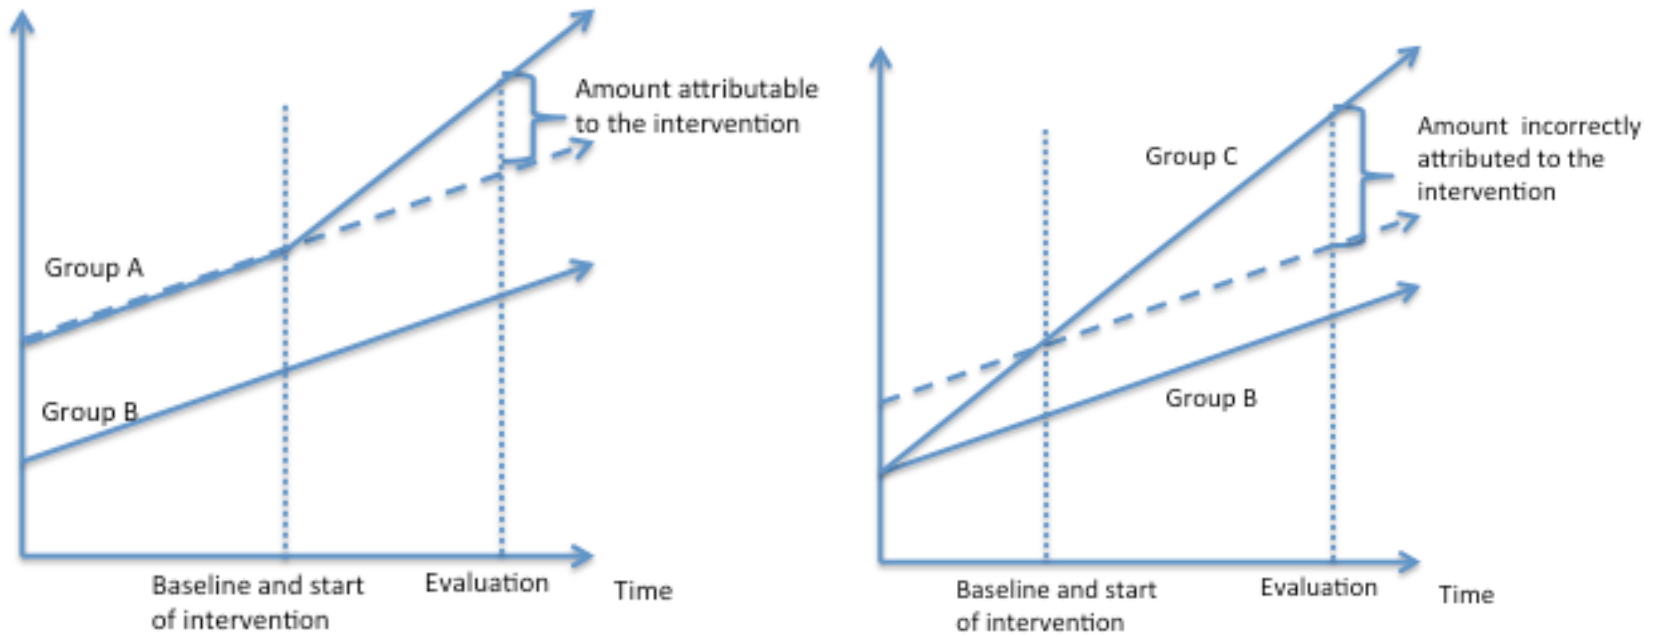 Amount attributable
to the intervention
Group A
Group B
Baseline and start
of intervention
Evaluation
Time
Group C
Amount incorrectly
attributed to the
intervention
Group B
Baseline and start
of intervention
Evaluation
Time